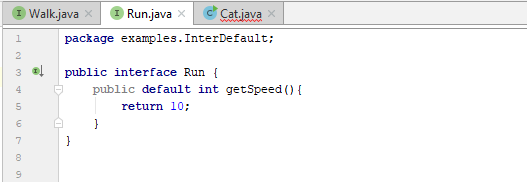 Walk.java × Run.java × Cat.java ×
1 package examples.InterDefault;
2
3 public interface Run {
4 public default int getSpeed(){
5 return 10;
6 }
7 }
8
9